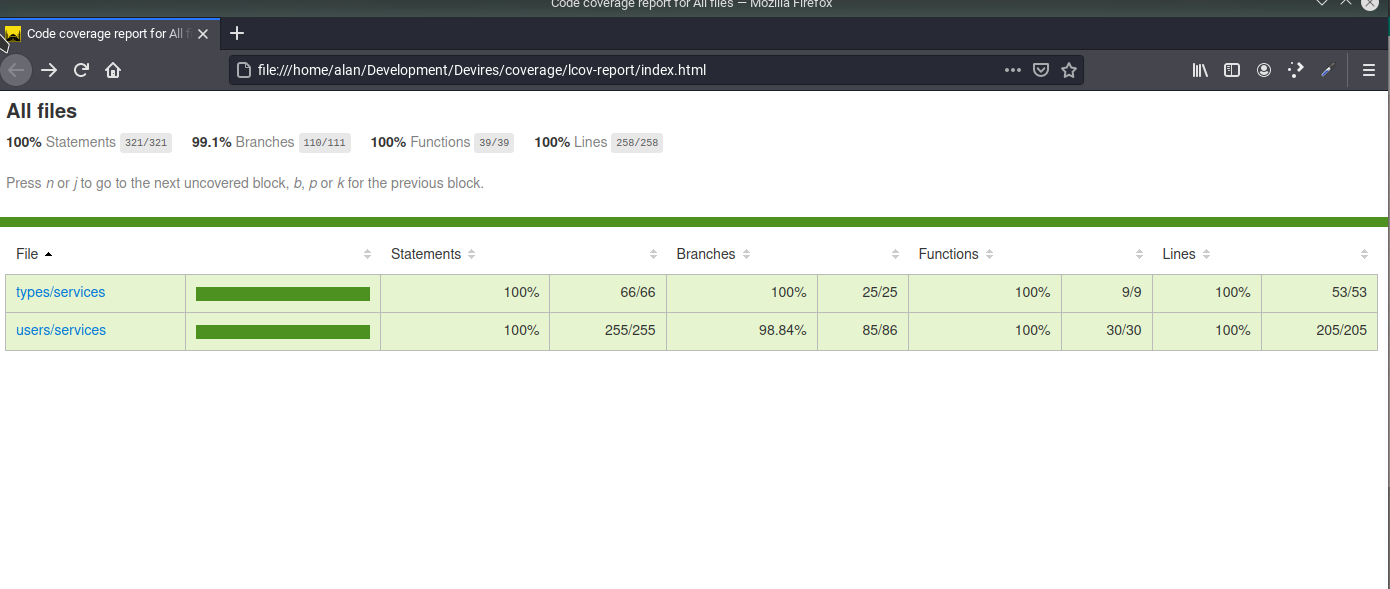 Code coverage report for All files — Mozilla Firefox
Code coverage report for All fi
file:///home/alan/Development/Devires/coverage/lcov-report/index.html
All files
100% Statements 321/321 99.1% Branches 110/111 100% Functions 39/39 100% Lines 258/258
Press n or j to go to the next uncovered block, b, p or k for the previous block.
File Statements Branches Functions Lines
types/services 100% 66/66 100% 25/25 100% 9/9 100% 53/53
users/services 100% 255/255 98.84% 85/86 100% 30/30 100% 205/205